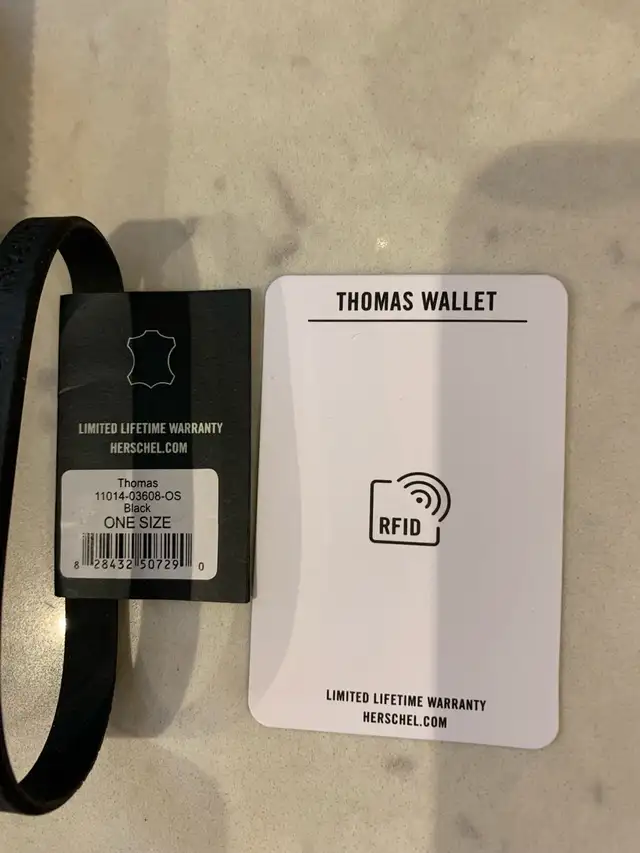 LIMITED LIFETIME WARRANTY
HERSCHEL.COM
Thomas
11014-03608-OS
Black
ONE SIZE
8 28432 50729 0
THOMAS WALLET
RFID
LIMITED LIFETIME WARRANTY
HERSCHEL.COM